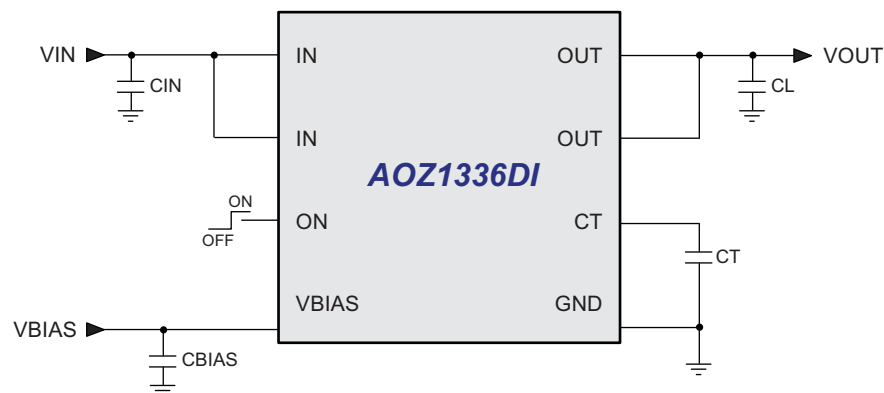 VIN
IN
OUT
VOUT
CIN
CL
IN
OUT
AOZ1336DI
ON
OFF
ON
CT
CT
VBIAS
GND
VBIAS
CBIAS